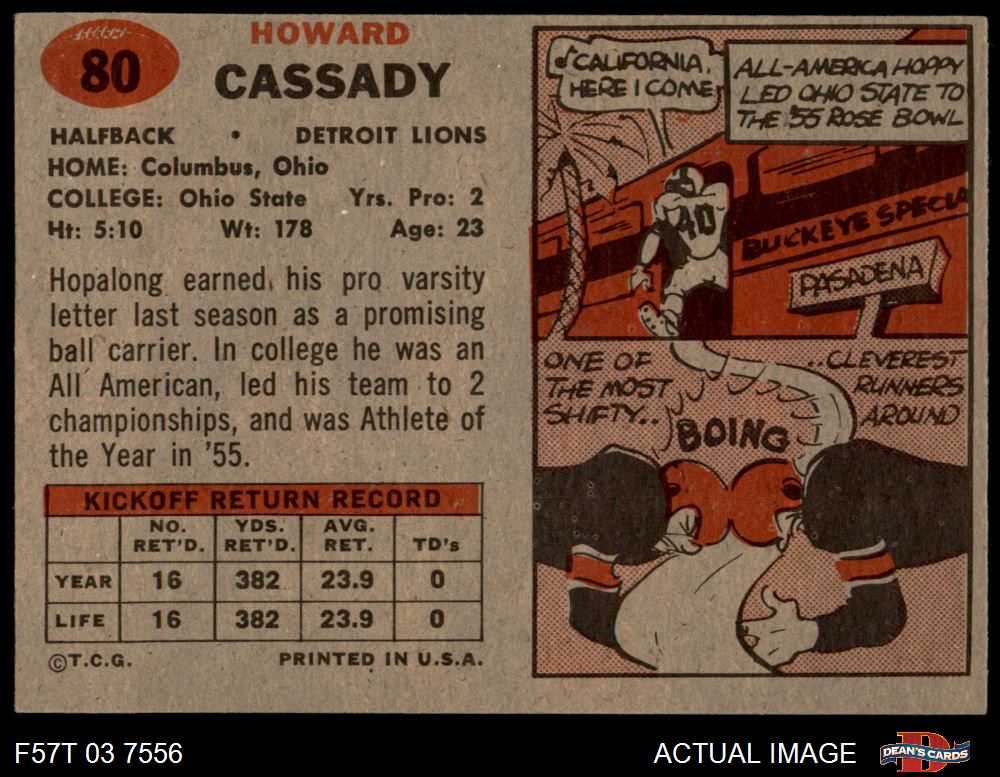 80
HOWARD
CASSADY
HALFBACK • DETROIT LIONS
HOME: Columbus, Ohio
COLLEGE: Ohio State Yrs. Pro: 2
Ht: 5:10 Wt: 178 Age: 23
Hopalong earned his pro varsity
letter last season as a promising
ball carrier. In college he was an
All American, led his team to 2
championships, and was Athlete of
the Year in '55.
KICKOFF RETURN RECORD
NO. RET'D. YDS. RET'D. AVG. RET. TD's
YEAR 16 382 23.9 0
LIFE 16 382 23.9 0
©T.C.G. PRINTED IN U.S.A.
♪CALIFORNIA,
HERE I COME
ALL-AMERICA HOPPY
LED OHIO STATE TO
THE '55 ROSE BOWL
40
BUCKEYE SPECIA
PASADENA
ONE OF
THE MOST
SHIFTY..
..CLEVEREST
RUNNERS
AROUND
BOING
F57T 03 7556
ACTUAL IMAGE
DEAN'S CARDS